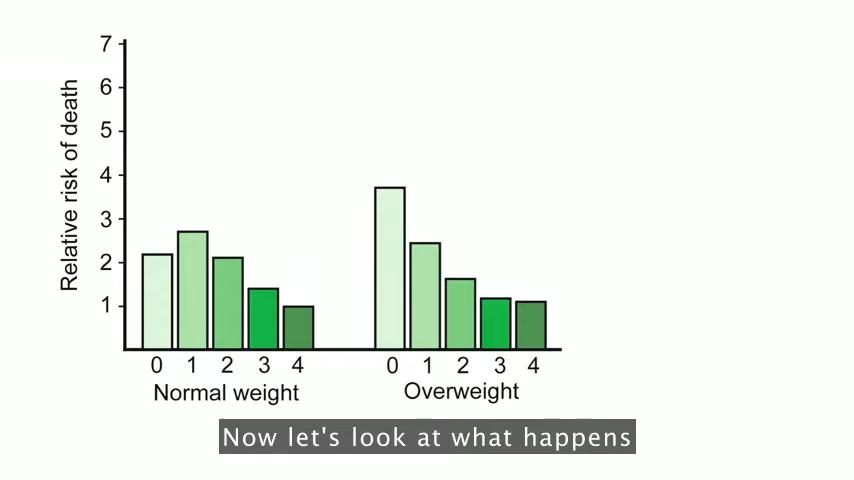 Relative risk of death
7
6
5
4
3
2
1
0 1 2 3 4
Normal weight
0 1 2 3 4
Overweight
Now let's look at what happens